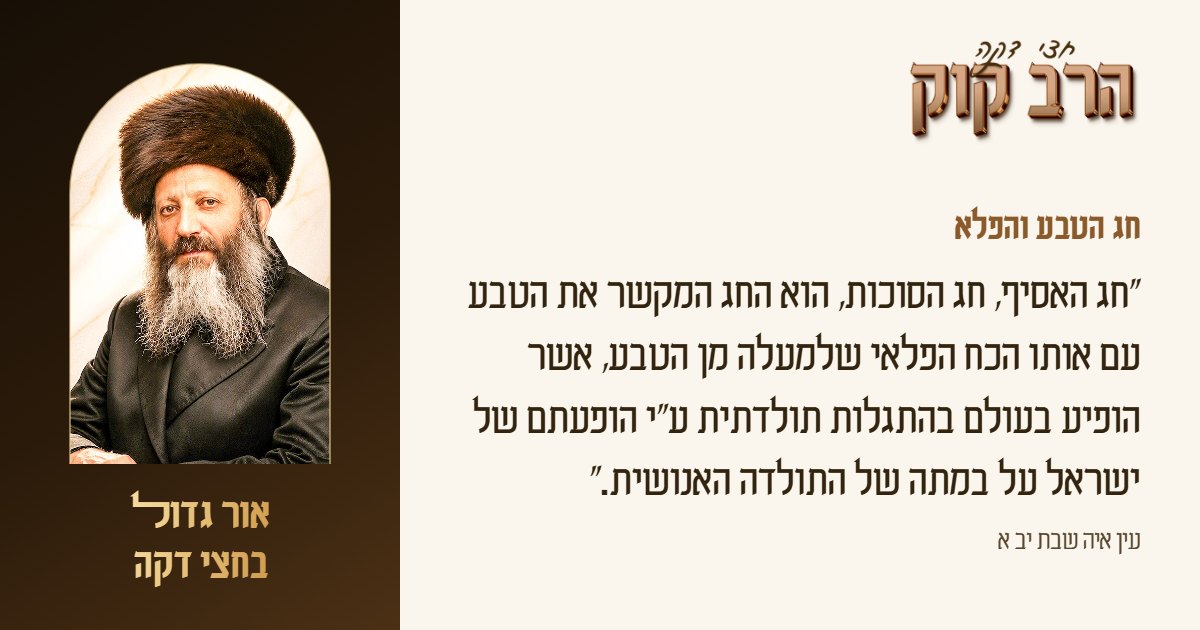 חצי דקה
הרב קוק
חג הטבע והפלא
"חג האסיף, חג הסוכות, הוא החג המקשר את הטבע
עם אותו הכח הפלאי שלמעלה מן הטבע, אשר
הופיע בעולם בהתגלות תולדתית ע"י הופעתם של
ישראל על במתה של התולדה האנושית."
עין איה שבת יב א
אור גדול
בחצי דקה